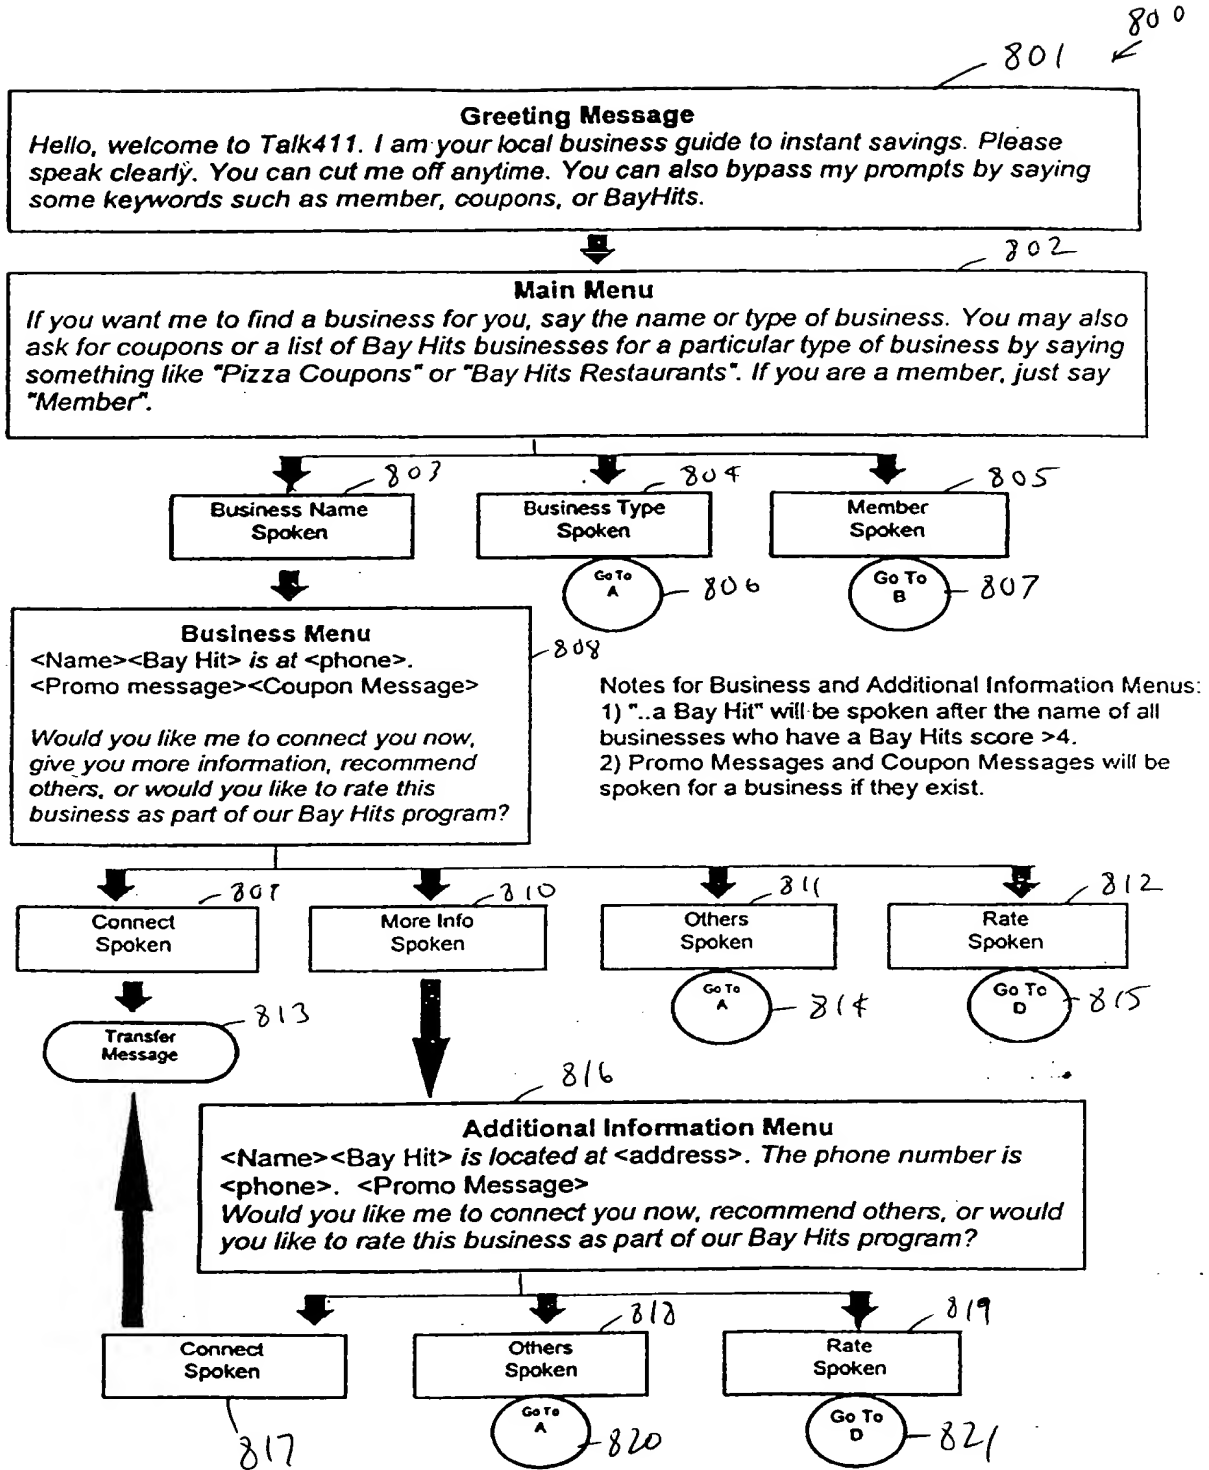 800
801
Greeting Message
Hello, welcome to Talk411. I am your local business guide to instant savings. Please
speak clearly. You can cut me off anytime. You can also bypass my prompts by saying
some keywords such as member, coupons, or BayHits.
802
Main Menu
If you want me to find a business for you, say the name or type of business. You may also
ask for coupons or a list of Bay Hits businesses for a particular type of business by saying
something like "Pizza Coupons" or "Bay Hits Restaurants". If you are a member, just say
"Member".
803
804
805
Business Name
Spoken
Business Type
Spoken
Member
Spoken
Go To
A
806
Go To
B
807
Business Menu
<Name><Bay Hit> is at <phone>.
<Promo message><Coupon Message>
Would you like me to connect you now,
give you more information, recommend
others, or would you like to rate this
business as part of our Bay Hits program?
808
Notes for Business and Additional Information Menus:
1) "..a Bay Hit" will be spoken after the name of all
businesses who have a Bay Hits score >4.
2) Promo Messages and Coupon Messages will be
spoken for a business if they exist.
809
810
811
812
Connect
Spoken
More Info
Spoken
Others
Spoken
Rate
Spoken
Transfer
Message
813
Go To
A
814
Go To
D
815
816
Additional Information Menu
<Name><Bay Hit> is located at <address>. The phone number is
<phone>. <Promo Message>
Would you like me to connect you now, recommend others, or would
you like to rate this business as part of our Bay Hits program?
818
819
Connect
Spoken
Others
Spoken
Rate
Spoken
817
Go To
A
820
Go To
D
821